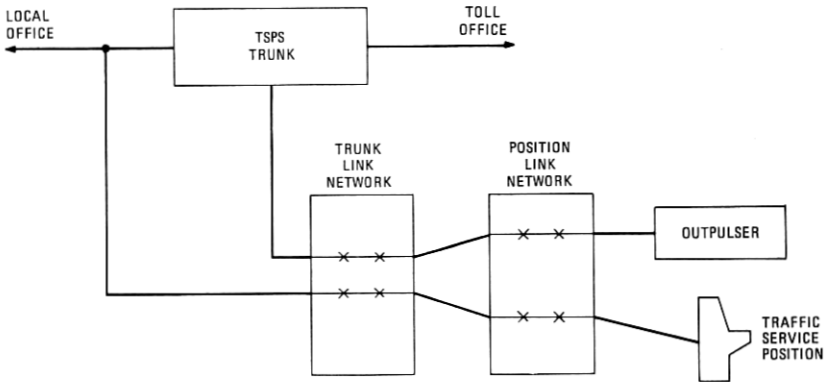 LOCAL
OFFICE
TSPS
TRUNK
TOLL
OFFICE
TRUNK
LINK
NETWORK
POSITION
LINK
NETWORK
OUTPULSER
TRAFFIC
SERVICE
POSITION